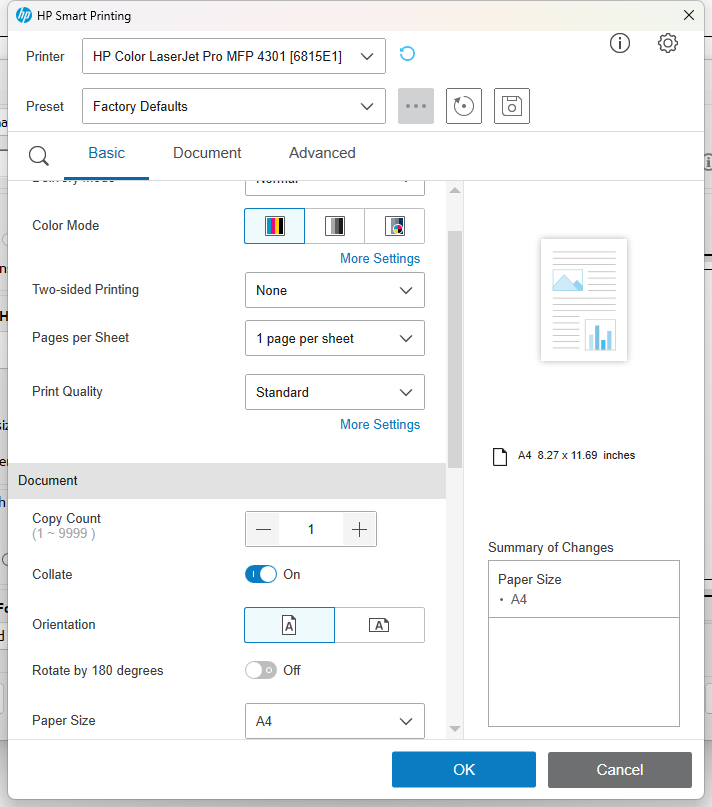 HP Smart Printing
Printer
HP Color LaserJet Pro MFP 4301 [6815E1]
Preset
Factory Defaults
Basic
Document
Advanced
Color Mode
More Settings
Two-sided Printing
None
Pages per Sheet
1 page per sheet
Print Quality
Standard
More Settings
A4 8.27 x 11.69 inches
Document
Copy Count
(1 ~ 9999 )
1
Collate
On
Orientation
Rotate by 180 degrees
Off
Paper Size
A4
Summary of Changes
Paper Size
• A4
OK
Cancel